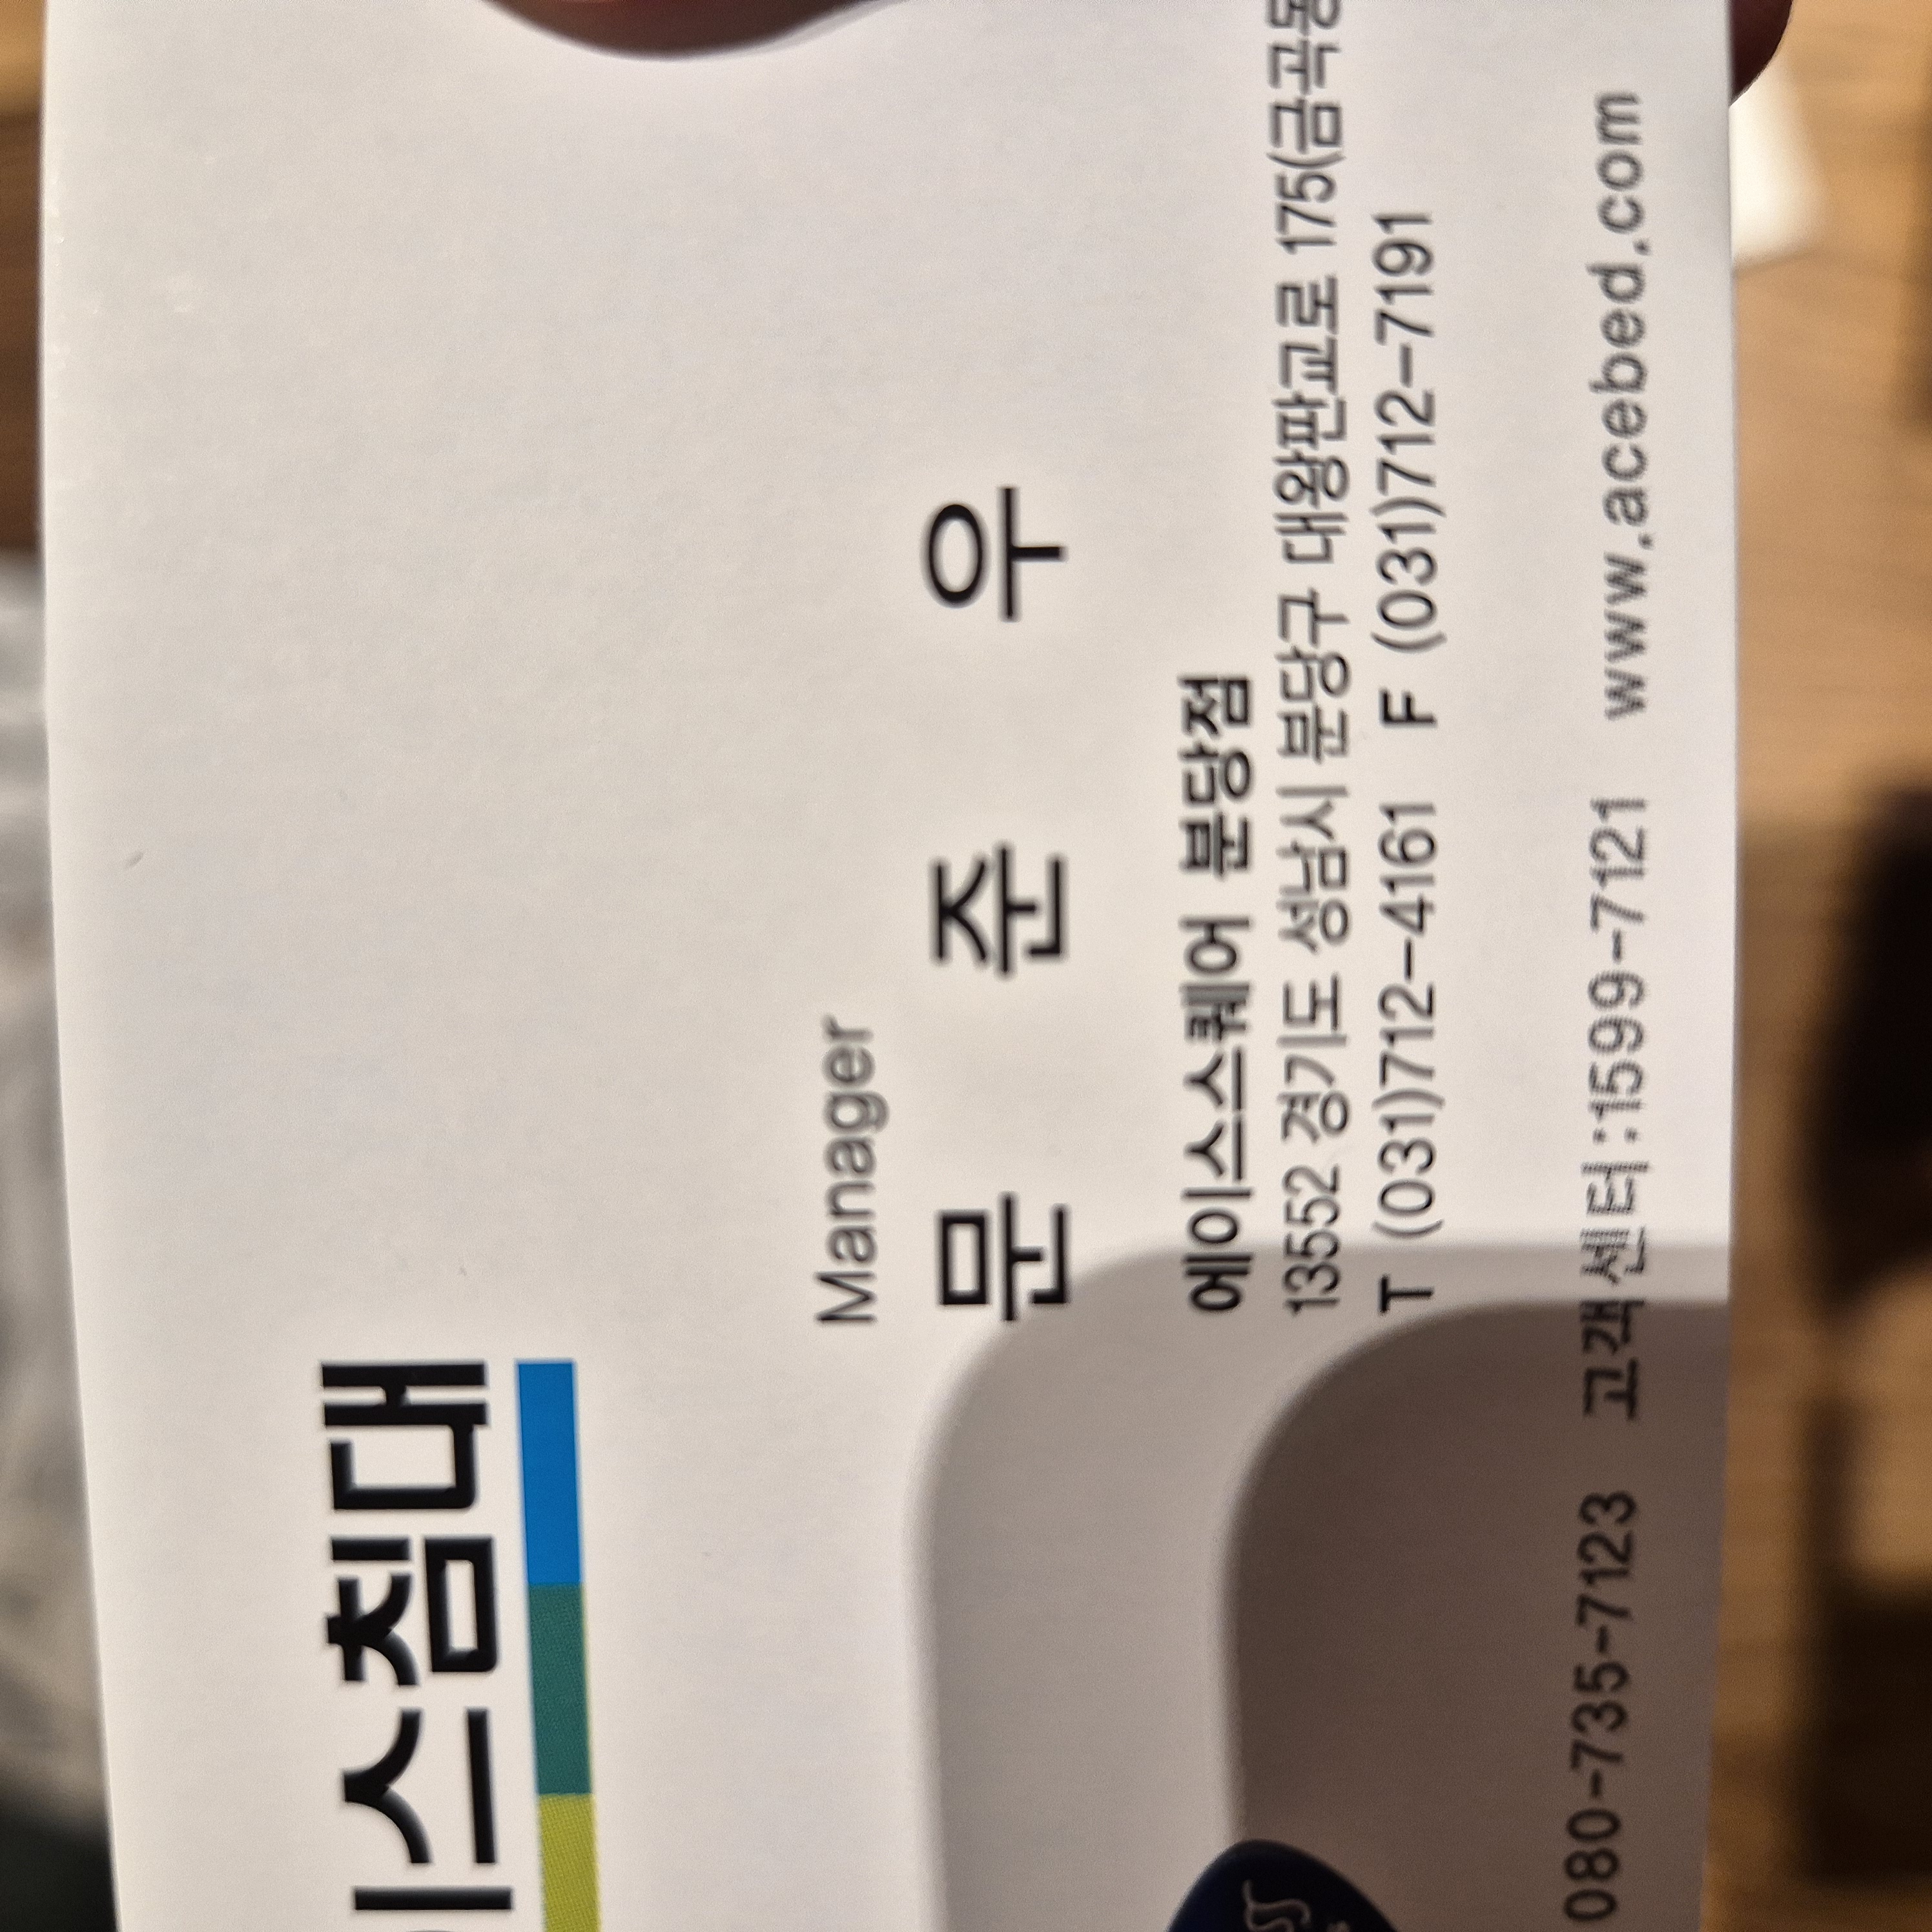 이스침대
Manager
문 준 우
에이스스퀘어 분당점
13552 경기도 성남시 분당구 대왕판교로 175(금곡동
T (031)712-4161 F (031)712-7191
080-735-7123 고객센터:1599-7121 www.acebed.com